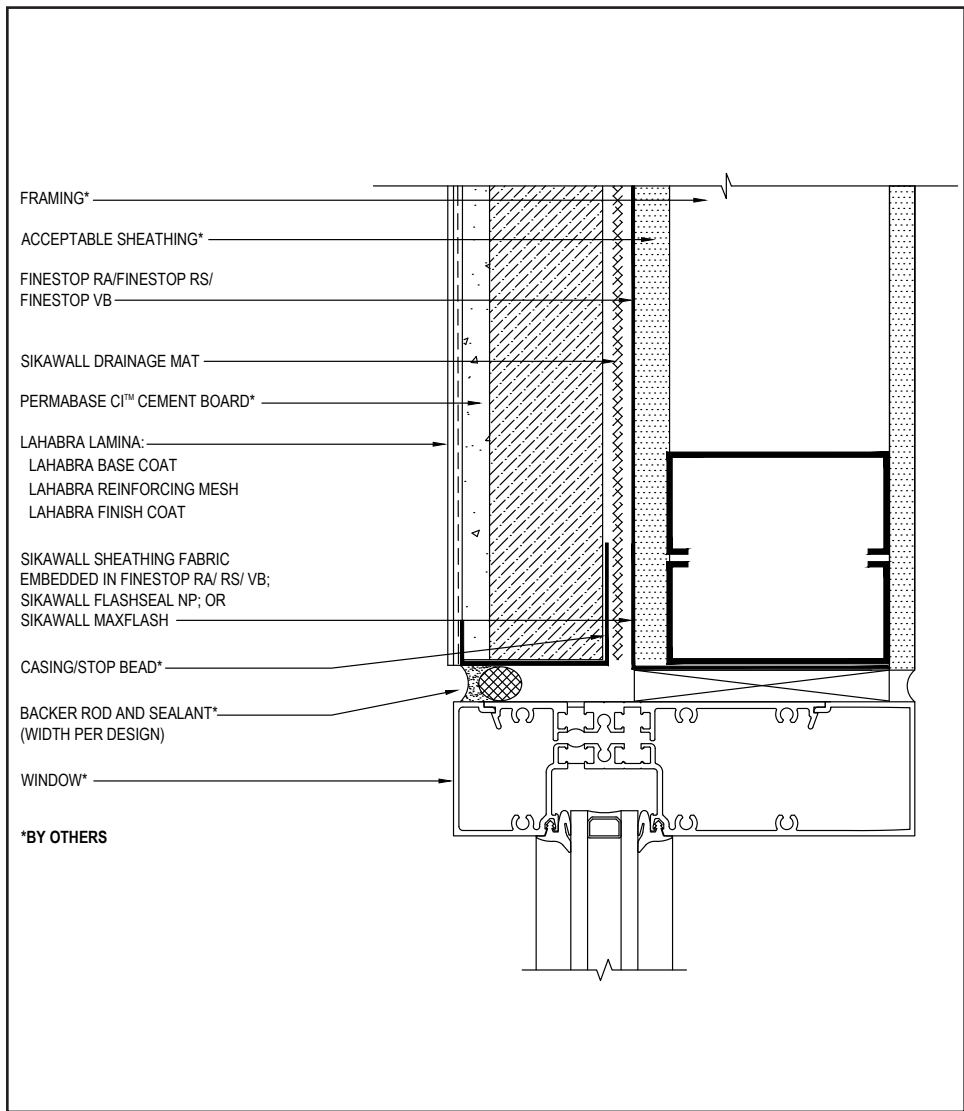 FRAMING*
ACCEPTABLE SHEATHING*
FINESTOP RA/FINESTOP RS/
FINESTOP VB
SIKAWALL DRAINAGE MAT
PERMABASE CI™ CEMENT BOARD*
LAHABRA LAMINA:
LAHABRA BASE COAT
LAHABRA REINFORCING MESH
LAHABRA FINISH COAT
SIKAWALL SHEATHING FABRIC
EMBEDDED IN FINESTOP RA/ RS/ VB;
SIKAWALL FLASHSEAL NP; OR
SIKAWALL MAXFLASH
CASING/STOP BEAD*
BACKER ROD AND SEALANT*
(WIDTH PER DESIGN)
WINDOW*
*BY OTHERS